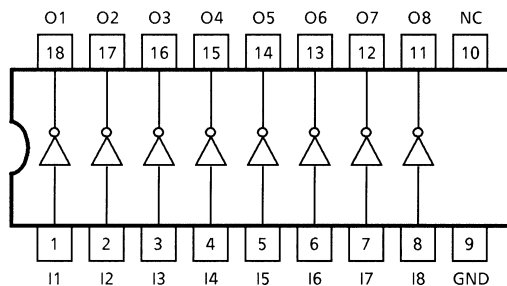 O1 O2 O3 O4 O5 O6 O7 O8 NC
18 17 16 15 14 13 12 11 10
1 2 3 4 5 6 7 8 9
I1 I2 I3 I4 I5 I6 I7 I8 GND